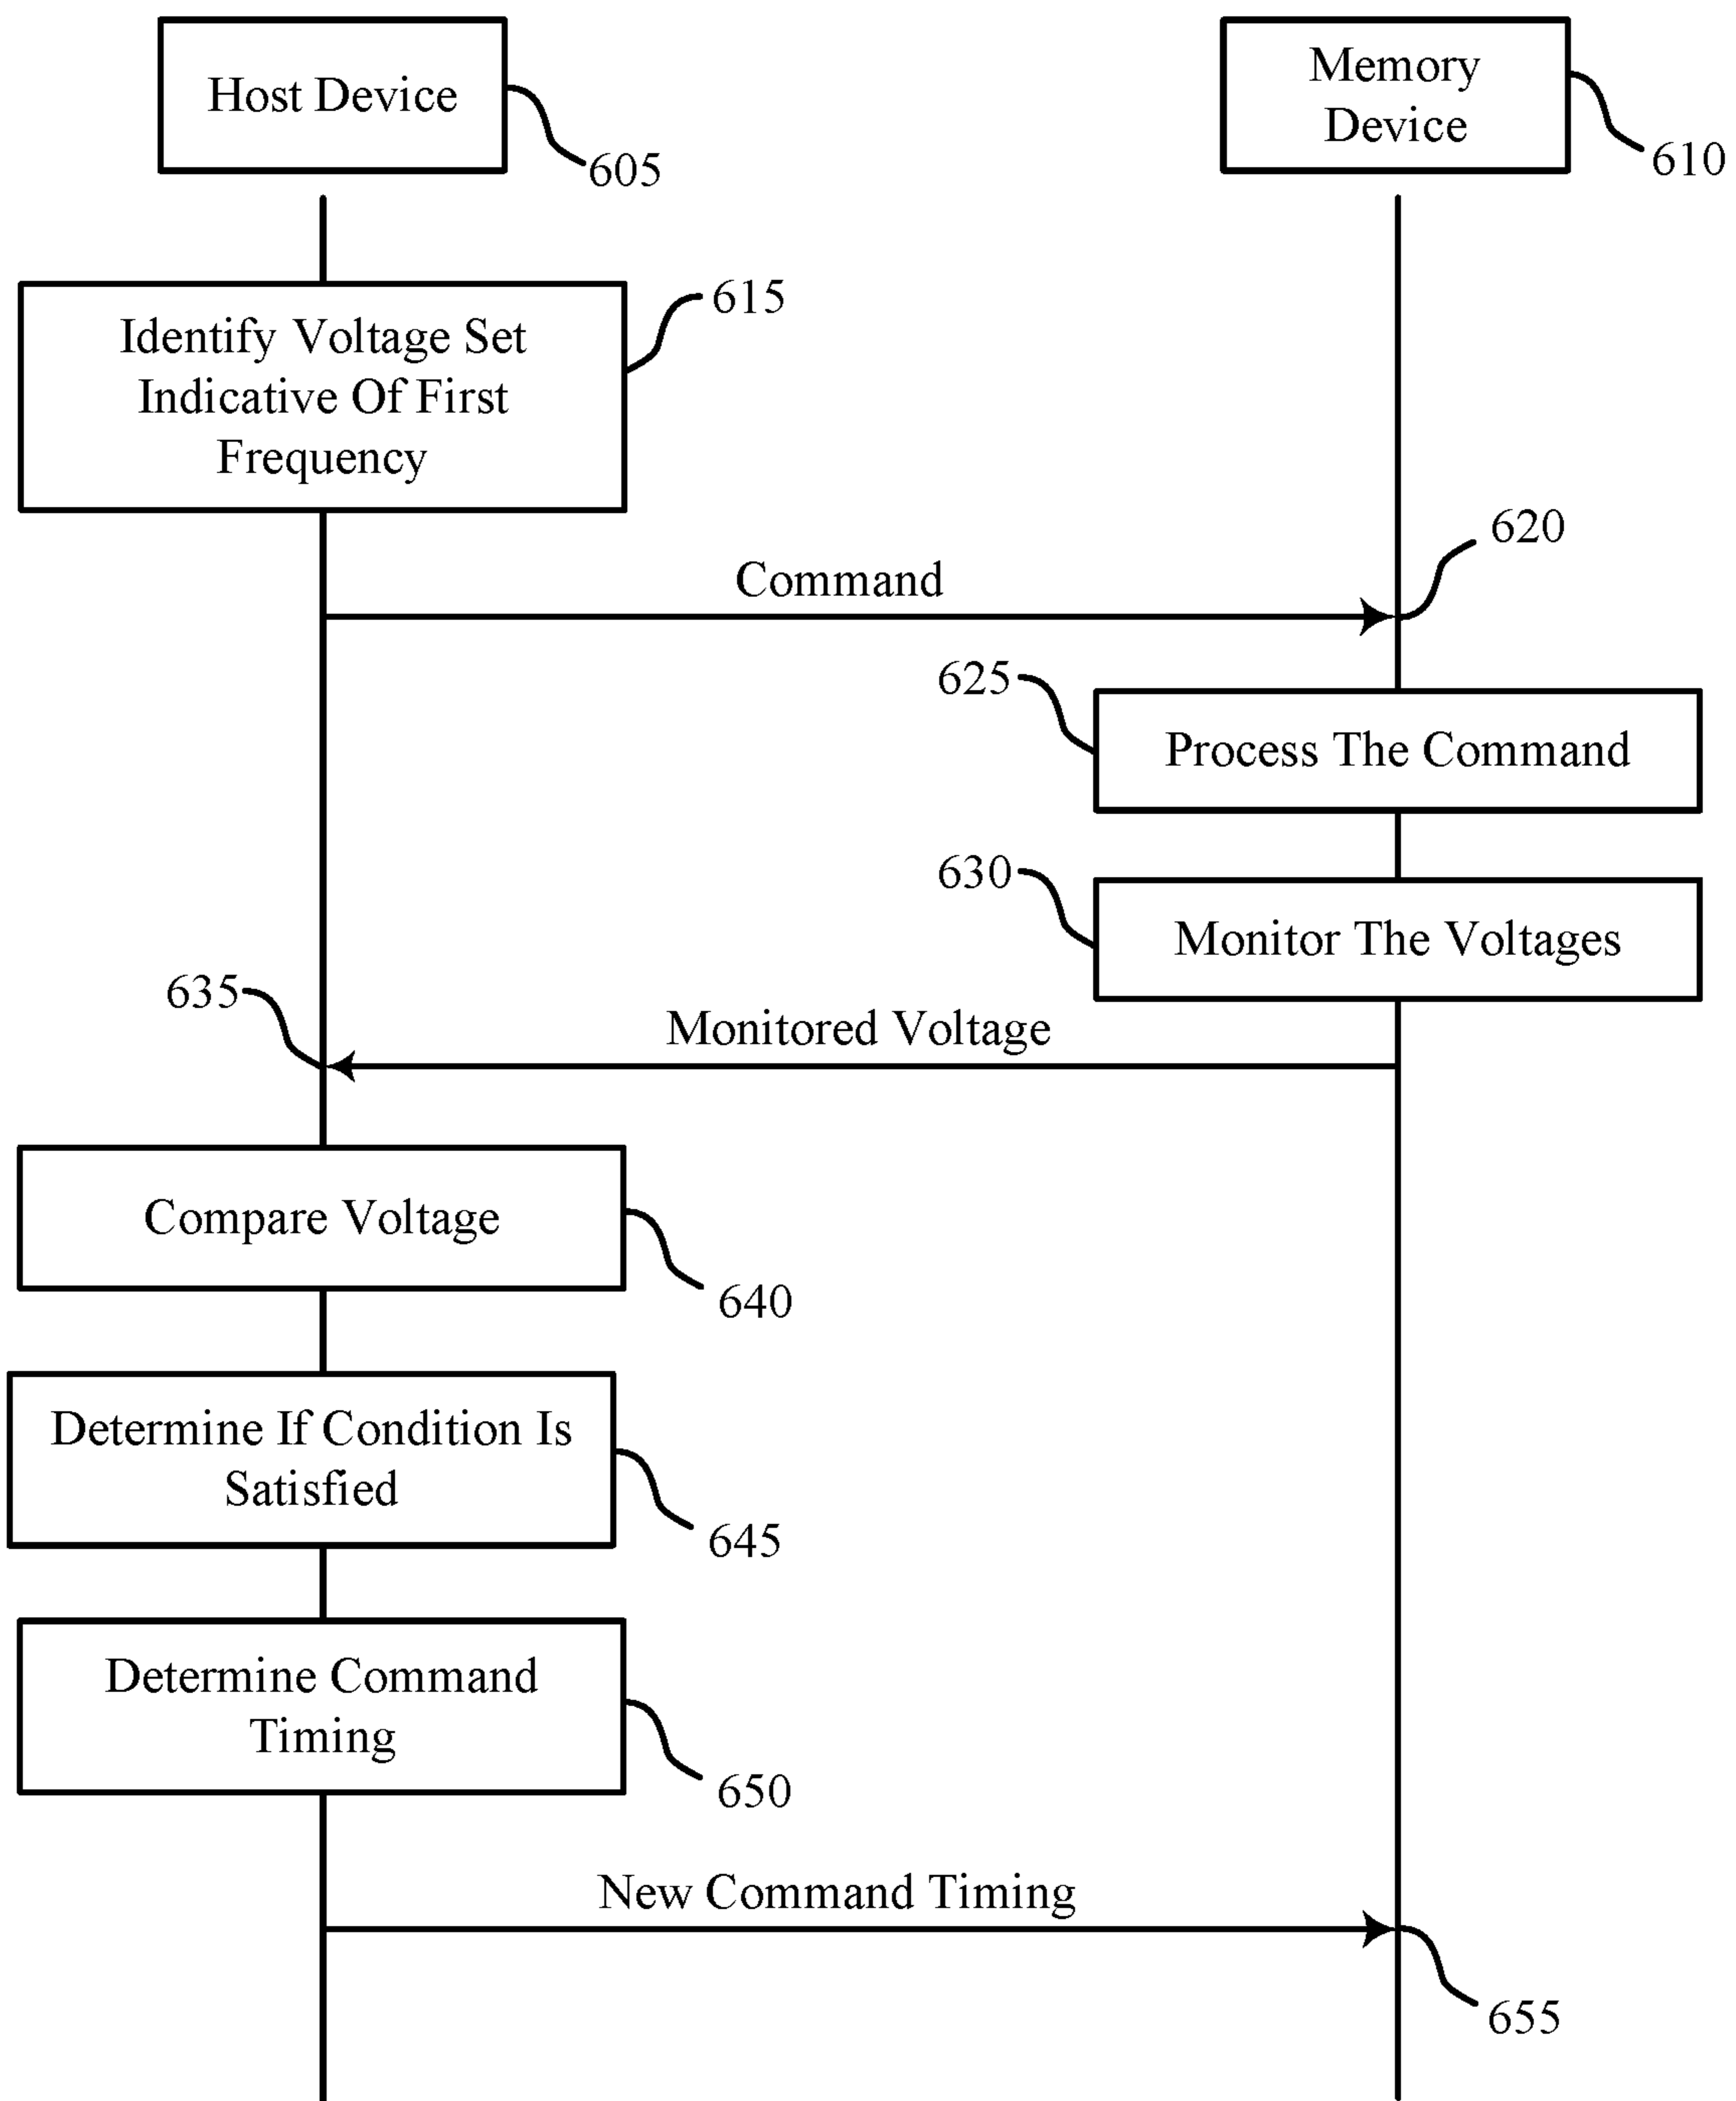 Host Device
605
Memory
Device
610
Identify Voltage Set
Indicative Of First
Frequency
615
Command
620
625
Process The Command
630
Monitor The Voltages
635
Monitored Voltage
Compare Voltage
640
Determine If Condition Is
Satisfied
645
Determine Command
Timing
650
New Command Timing
655